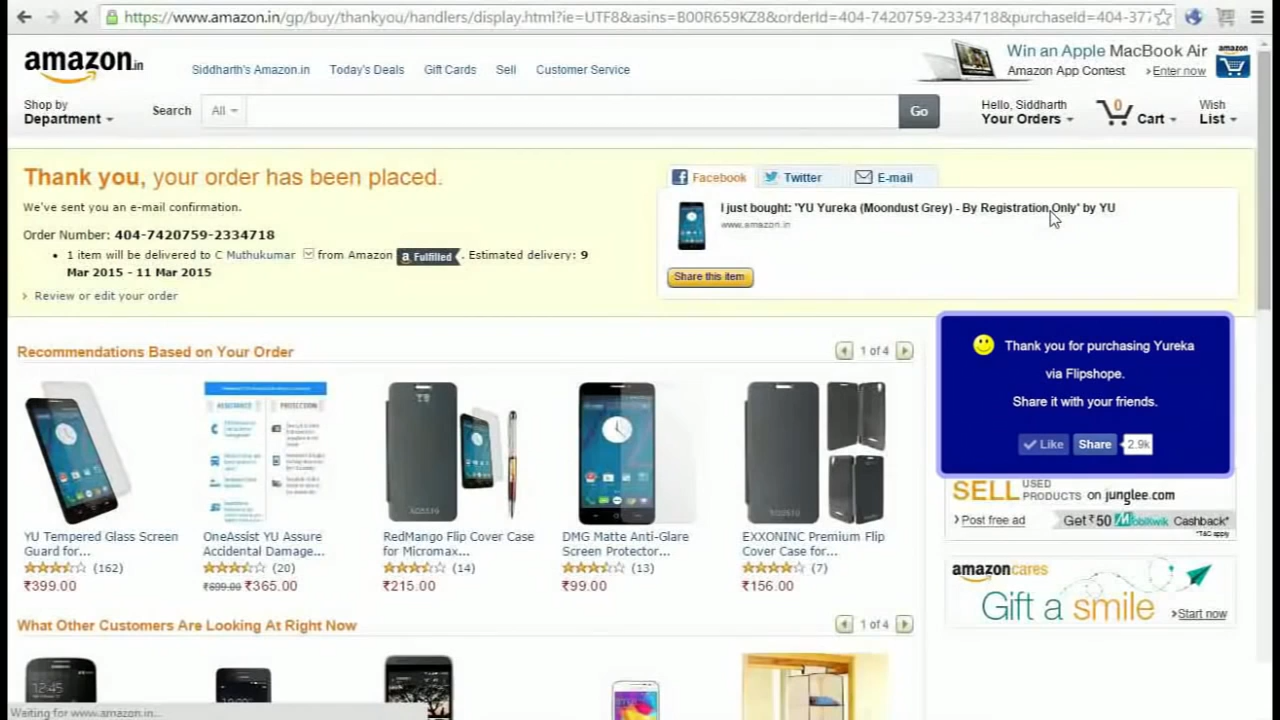 https://www.amazon.in/gp/buy/thankyou/handlers/display.html?ie=UTF8&asins=B00R659KZ8&orderId=404-7420759-2334718&purchaseId=404-377
amazon.in
Siddharth's Amazon.in Today's Deals Gift Cards Sell Customer Service
Win an Apple MacBook Air
Amazon App Contest ›Enter now
amazon
Shop by
Department
Search All Go
Hello, Siddharth
Your Orders
0 Cart
Wish
List
Thank you, your order has been placed.
We've sent you an e-mail confirmation.
Order Number: 404-7420759-2334718
• 1 item will be delivered to C Muthukumar from Amazon a Fulfilled . Estimated delivery: 9
Mar 2015 - 11 Mar 2015
› Review or edit your order
Facebook Twitter E-mail
I just bought: 'YU Yureka (Moondust Grey) - By Registration Only' by YU
www.amazon.in
Share this item
Recommendations Based on Your Order
1 of 4
YU Tempered Glass Screen
Guard for...
(162)
₹399.00
OneAssist YU Assure
Accidental Damage...
(20)
₹699.00 ₹365.00
RedMango Flip Cover Case
for Micromax...
(14)
₹215.00
DMG Matte Anti-Glare
Screen Protector...
(13)
₹99.00
EXXONINC Premium Flip
Cover Case for...
(7)
₹156.00
Thank you for purchasing Yureka
via Flipshope.
Share it with your friends.
Like Share 2.9k
SELL USED
PRODUCTS on junglee.com
›Post free ad Get ₹50 MobiKwik Cashback*
*T&C apply
amazoncares
Gift a smile ›Start now
What Other Customers Are Looking At Right Now
1 of 4
12:45
Waiting for www.amazon.in...